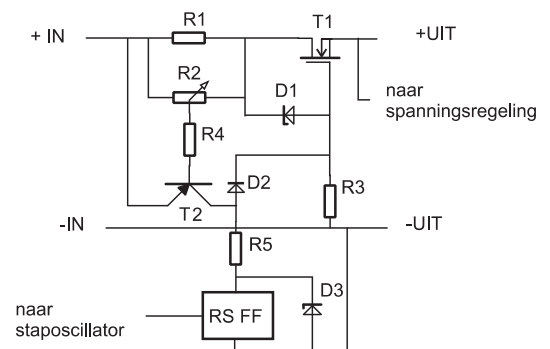 R1
T1
+ IN
+UIT
R2
D1
naar
spanningsregeling
R4
D2
R3
T2
-IN
-UIT
R5
D3
naar
staposcillator
RS FF